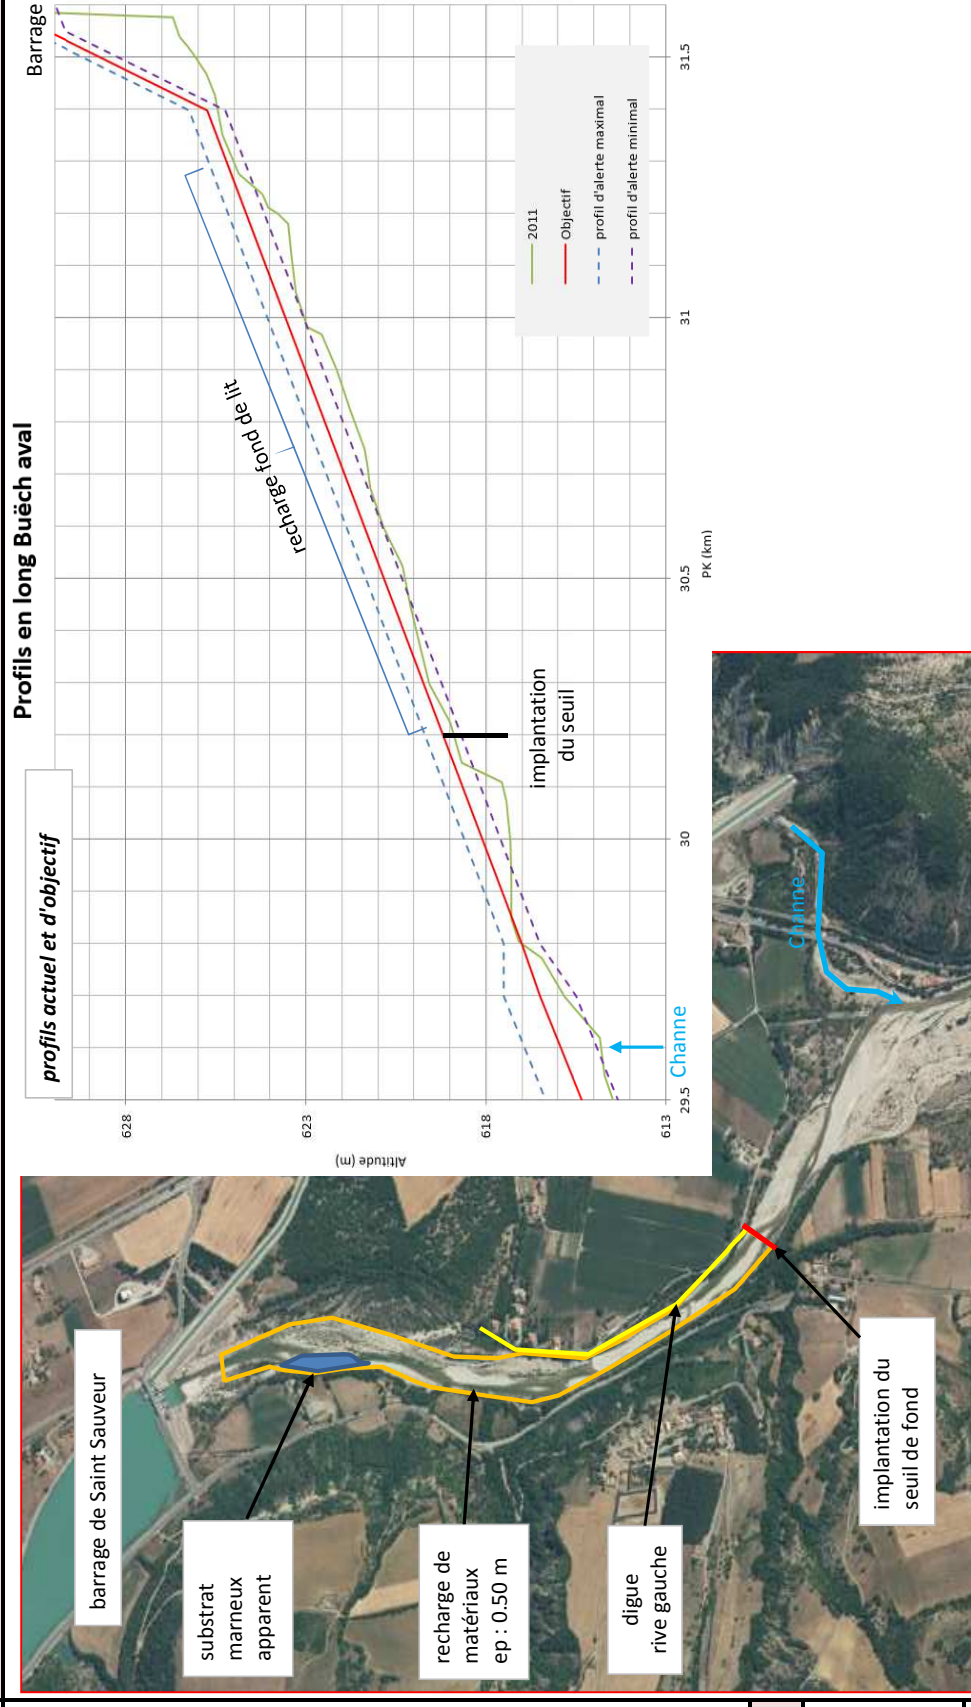 Profils en long Buëch aval
profils actuel et d'objectif
Barrage
recharge fond de lit
implantation
du seuil
Channe
2011
Objectif
profil d'alerte maximal
profil d'alerte minimal
Altitude (m)
628
623
618
613
29.5
30
30.5
31
31.5
PK (km)
barrage de Saint Sauveur
substrat
marneux
apparent
recharge de
matériaux
ep : 0.50 m
digue
rive gauche
implantation du
seuil de fond
Channe